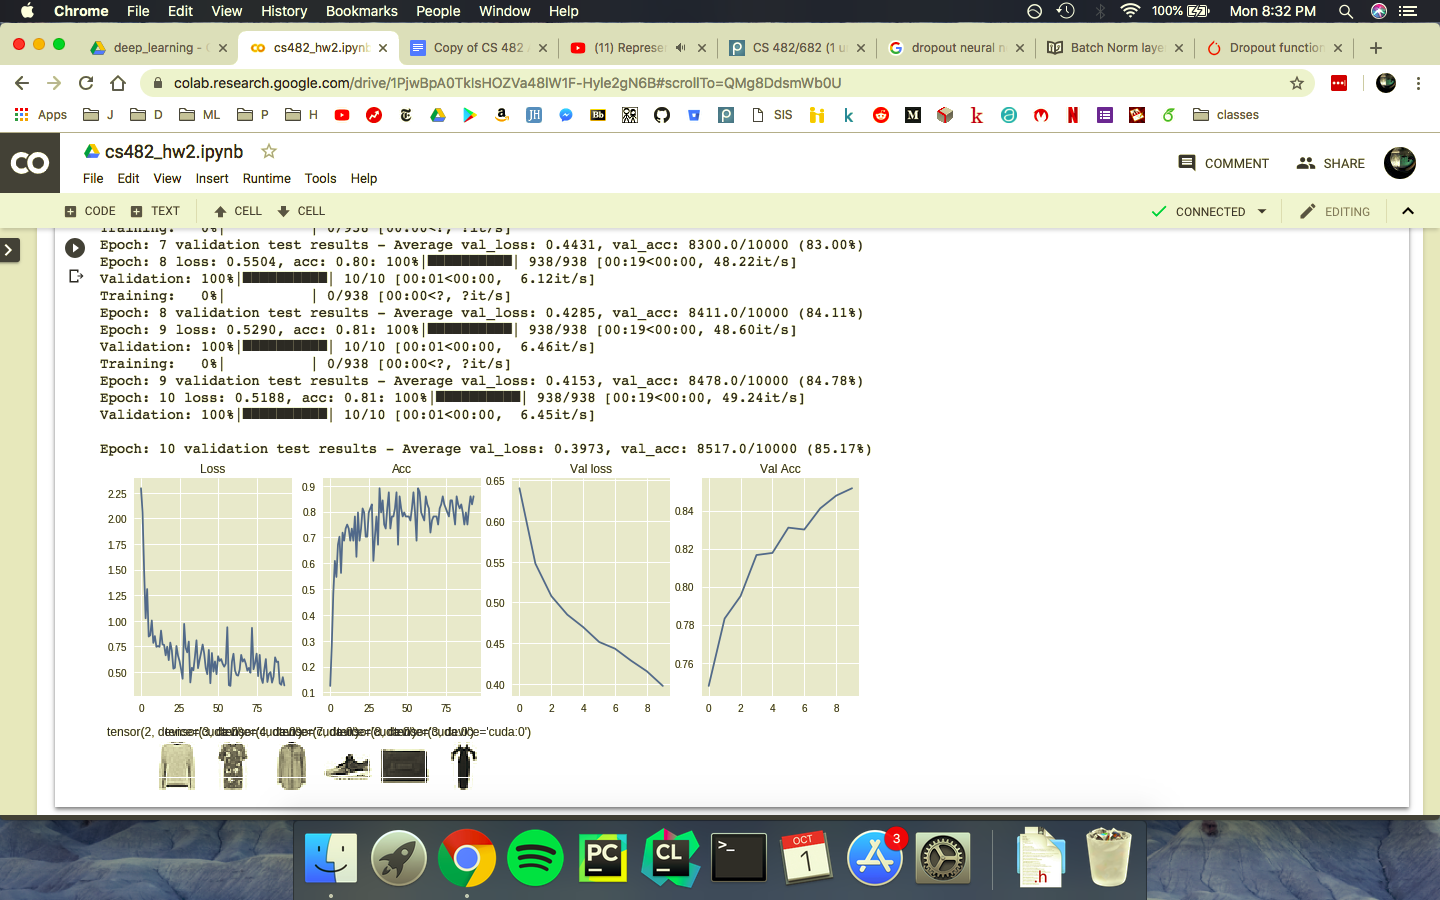 Chrome File Edit View History Bookmarks People Window Help 100% Mon 8:32 PM
deep_learning - cs482_hw2.ipynb Copy of CS 482 (11) Represe CS 482/682 (1 dropout neural Batch Norm laye Dropout function
colab.research.google.com/drive/1PjwBpA0TklsHOZVa48lW1F-Hyle2gN6B#scrollTo=QMg8DdsmWb0U
Apps J D ML P H JH Bb P M k k SIS N classes
CO cs482_hw2.ipynb
COMMENT SHARE
File Edit View Insert Runtime Tools Help
CODE TEXT CELL CELL CONNECTED EDITING
Training: 0%| | 0/938 [00:00<?, ?it/s]
Epoch: 7 validation test results - Average val_loss: 0.4431, val_acc: 8300.0/10000 (83.00%)
Epoch: 8 loss: 0.5504, acc: 0.80: 100%|██████████| 938/938 [00:19<00:00, 48.22it/s]
Validation: 100%|██████████| 10/10 [00:01<00:00, 6.12it/s]
Training: 0%| | 0/938 [00:00<?, ?it/s]
Epoch: 8 validation test results - Average val_loss: 0.4285, val_acc: 8411.0/10000 (84.11%)
Epoch: 9 loss: 0.5290, acc: 0.81: 100%|██████████| 938/938 [00:19<00:00, 48.60it/s]
Validation: 100%|██████████| 10/10 [00:01<00:00, 6.46it/s]
Training: 0%| | 0/938 [00:00<?, ?it/s]
Epoch: 9 validation test results - Average val_loss: 0.4153, val_acc: 8478.0/10000 (84.78%)
Epoch: 10 loss: 0.5188, acc: 0.81: 100%|██████████| 938/938 [00:19<00:00, 49.24it/s]
Validation: 100%|██████████| 10/10 [00:01<00:00, 6.45it/s]
Epoch: 10 validation test results - Average val_loss: 0.3973, val_acc: 8517.0/10000 (85.17%)
Loss Acc Val loss Val Acc
2.25 2.00 1.75 1.50 1.25 1.00 0.75 0.50
0 25 50 75
0.9 0.8 0.7 0.6 0.5 0.4 0.3 0.2 0.1
0 25 50 75
0.65 0.60 0.55 0.50 0.45 0.40
0 2 4 6 8
0.84 0.82 0.80 0.78 0.76
0 2 4 6 8
tensor(2, device='cuda:0')
PC CL >_ OCT 1 3 .h